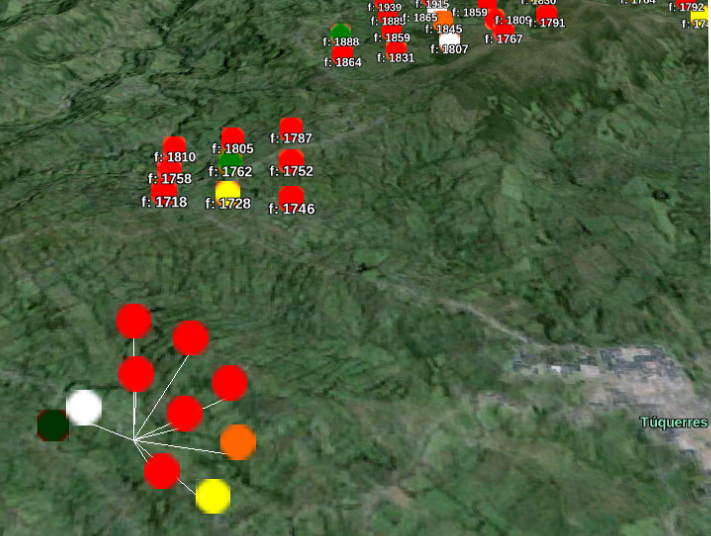 f: 1939
f: 1915
f: 1859
f: 1792
f: 1865
f: 1809
f: 1791
f: 1845
f: 1888
f: 1859
f: 1767
f: 1807
f: 1864
f: 1831
f: 1787
f: 1805
f: 1810
f: 1762
f: 1752
f: 1758
f: 1718
f: 1728
f: 1746
Túquerres